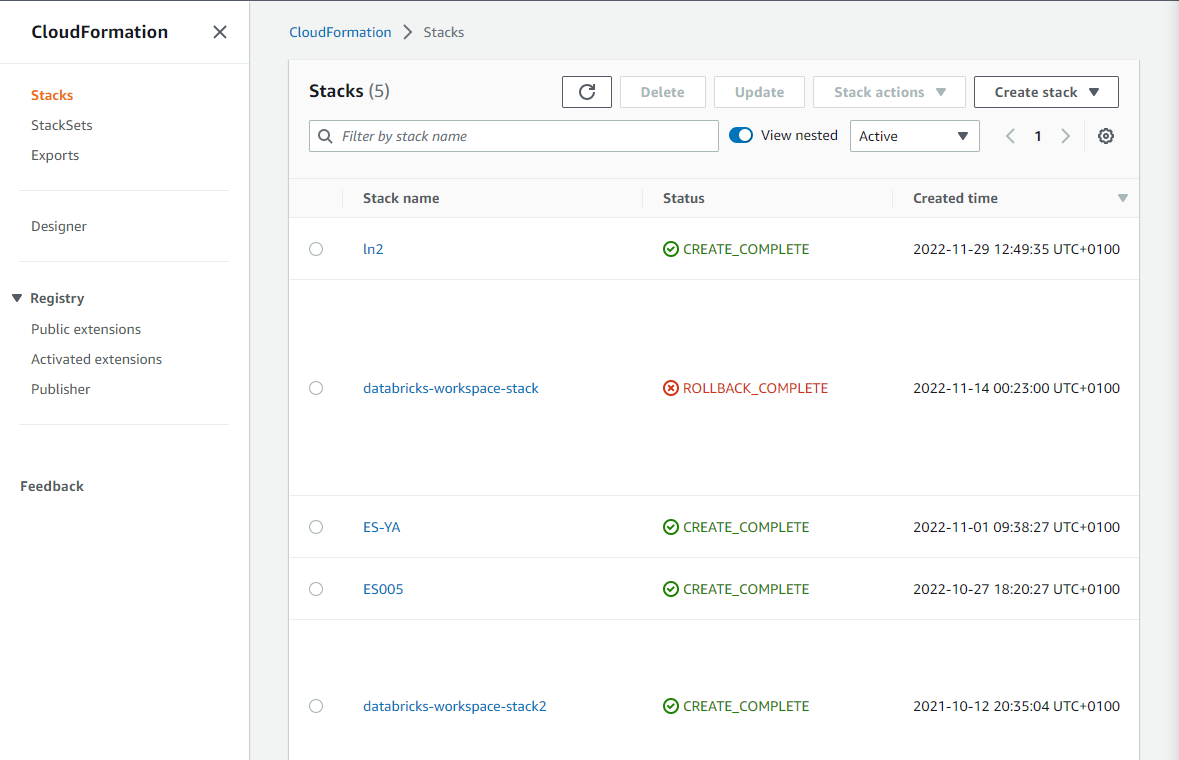 CloudFormation
Stacks
StackSets
Exports
Designer
Registry
Public extensions
Activated extensions
Publisher
Feedback
CloudFormation > Stacks
Stacks (5)
Delete
Update
Stack actions
Create stack
Filter by stack name
View nested
Active
1
Stack name Status Created time
ln2 CREATE_COMPLETE 2022-11-29 12:49:35 UTC+0100
databricks-workspace-stack ROLLBACK_COMPLETE 2022-11-14 00:23:00 UTC+0100
ES-YA CREATE_COMPLETE 2022-11-01 09:38:27 UTC+0100
ES005 CREATE_COMPLETE 2022-10-27 18:20:27 UTC+0100
databricks-workspace-stack2 CREATE_COMPLETE 2021-10-12 20:35:04 UTC+0100